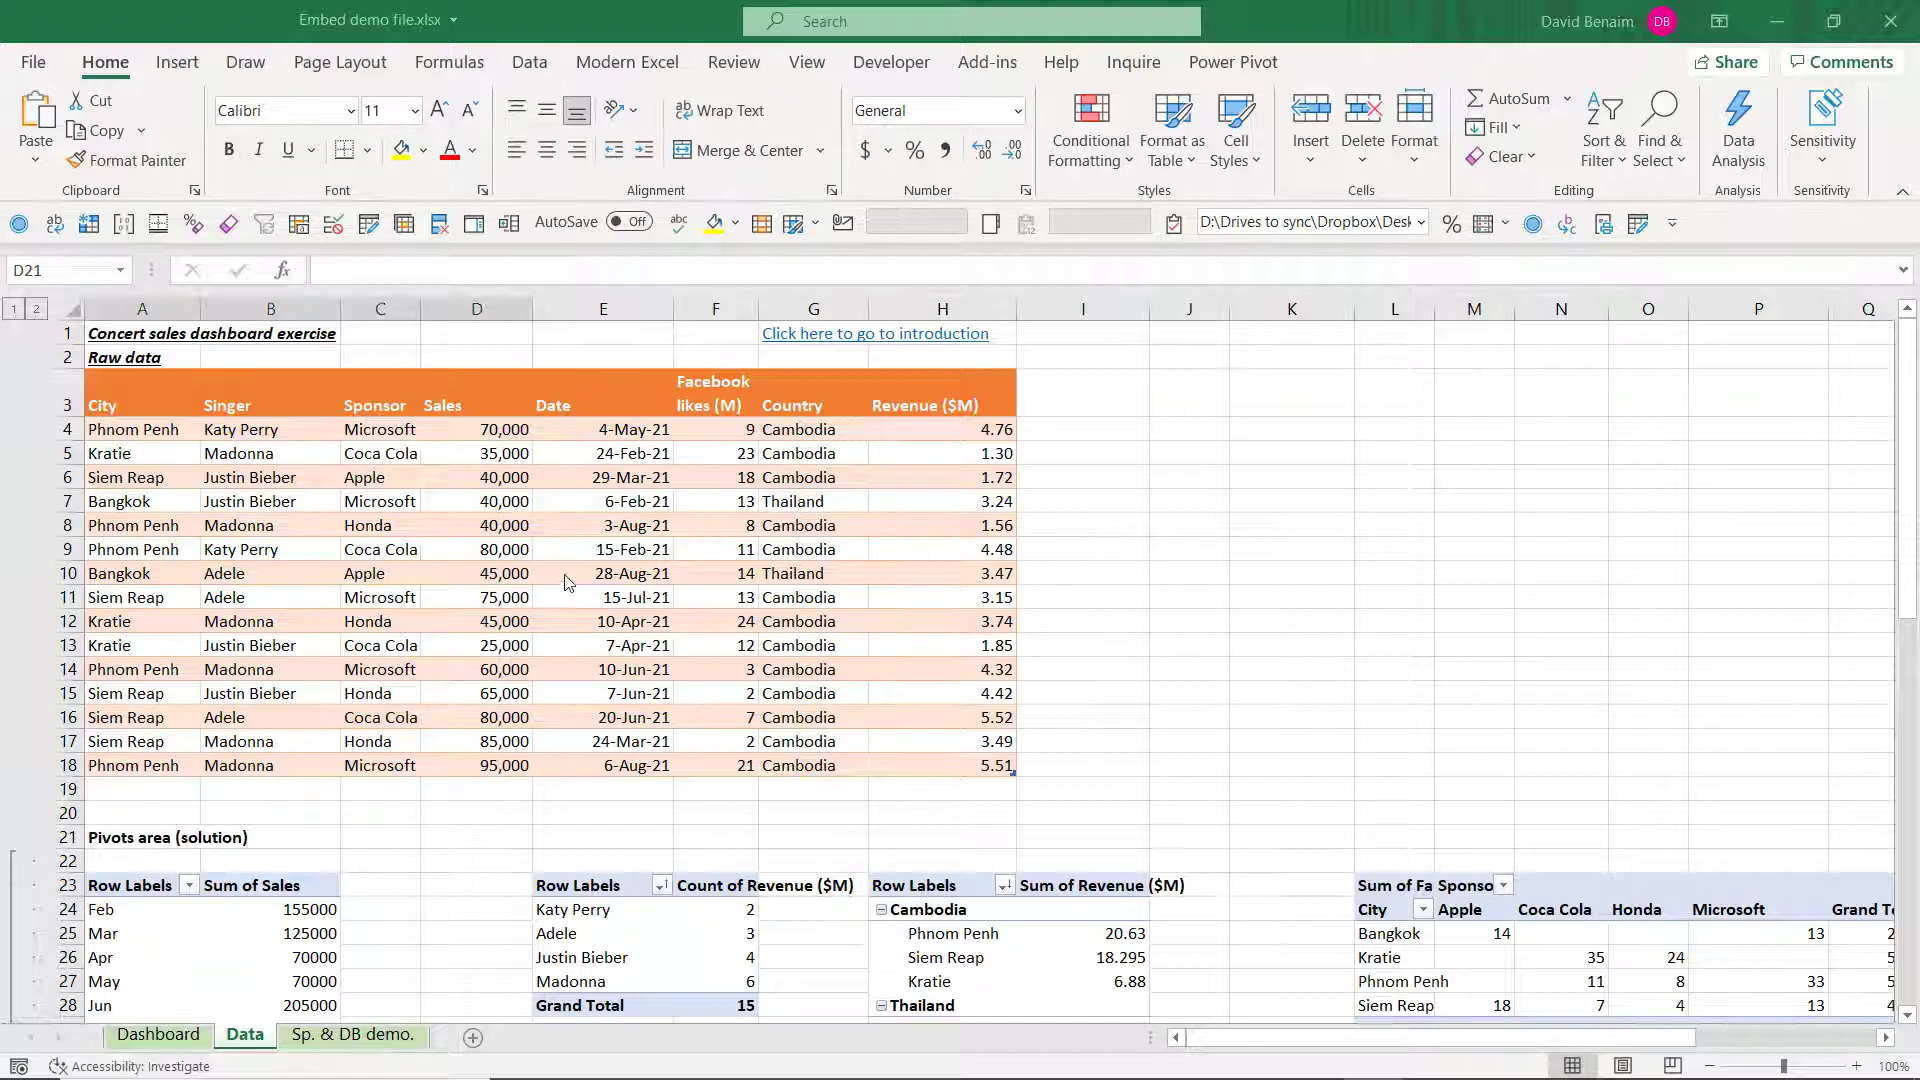 Embed demo file.xlsx
Search
David Benaim DB
File Home Insert Draw Page Layout Formulas Data Modern Excel Review View Developer Add-ins Help Inquire Power Pivot Share Comments
Cut
Copy
Format Painter
Paste
Clipboard
Calibri 11
B I U
Font
Wrap Text
Merge & Center
Alignment
General
$ %
Number
Conditional Formatting
Format as Table
Cell Styles
Styles
Insert Delete Format
Cells
AutoSum
Fill
Clear
Sort & Filter
Find & Select
Editing
Data Analysis
Analysis
Sensitivity
Sensitivity
AutoSave Off D:\Drives to sync\Dropbox\Desk
D21 fx
1 2 A B C D E F G H I J K L M N O P Q
1 Concert sales dashboard exercise Click here to go to introduction
2 Raw data
3 City Singer Sponsor Sales Date Facebook likes (M) Country Revenue ($M)
4 Phnom Penh Katy Perry Microsoft 70,000 4-May-21 9 Cambodia 4.76
5 Kratie Madonna Coca Cola 35,000 24-Feb-21 23 Cambodia 1.30
6 Siem Reap Justin Bieber Apple 40,000 29-Mar-21 18 Cambodia 1.72
7 Bangkok Justin Bieber Microsoft 40,000 6-Feb-21 13 Thailand 3.24
8 Phnom Penh Madonna Honda 40,000 3-Aug-21 8 Cambodia 1.56
9 Phnom Penh Katy Perry Coca Cola 80,000 15-Feb-21 11 Cambodia 4.48
10 Bangkok Adele Apple 45,000 28-Aug-21 14 Thailand 3.47
11 Siem Reap Adele Microsoft 75,000 15-Jul-21 13 Cambodia 3.15
12 Kratie Madonna Honda 45,000 10-Apr-21 24 Cambodia 3.74
13 Kratie Justin Bieber Coca Cola 25,000 7-Apr-21 12 Cambodia 1.85
14 Phnom Penh Madonna Microsoft 60,000 10-Jun-21 3 Cambodia 4.32
15 Siem Reap Justin Bieber Honda 65,000 7-Jun-21 2 Cambodia 4.42
16 Siem Reap Adele Coca Cola 80,000 20-Jun-21 7 Cambodia 5.52
17 Siem Reap Madonna Honda 85,000 24-Mar-21 2 Cambodia 3.49
18 Phnom Penh Madonna Microsoft 95,000 6-Aug-21 21 Cambodia 5.51
19
20
21 Pivots area (solution)
22
23 Row Labels Sum of Sales Row Labels Count of Revenue ($M) Row Labels Sum of Revenue ($M) Sum of Fa Sponso
24 Feb 155000 Katy Perry 2 Cambodia City Apple Coca Cola Honda Microsoft Grand T
25 Mar 125000 Adele 3 Phnom Penh 20.63 Bangkok 14 13 2
26 Apr 70000 Justin Bieber 4 Siem Reap 18.295 Kratie 35 24 5
27 May 70000 Madonna 6 Kratie 6.88 Phnom Penh 11 8 33 5
28 Jun 205000 Grand Total 15 Thailand Siem Reap 18 7 4 13 4
Dashboard Data Sp. & DB demo.
Accessibility: Investigate 100%